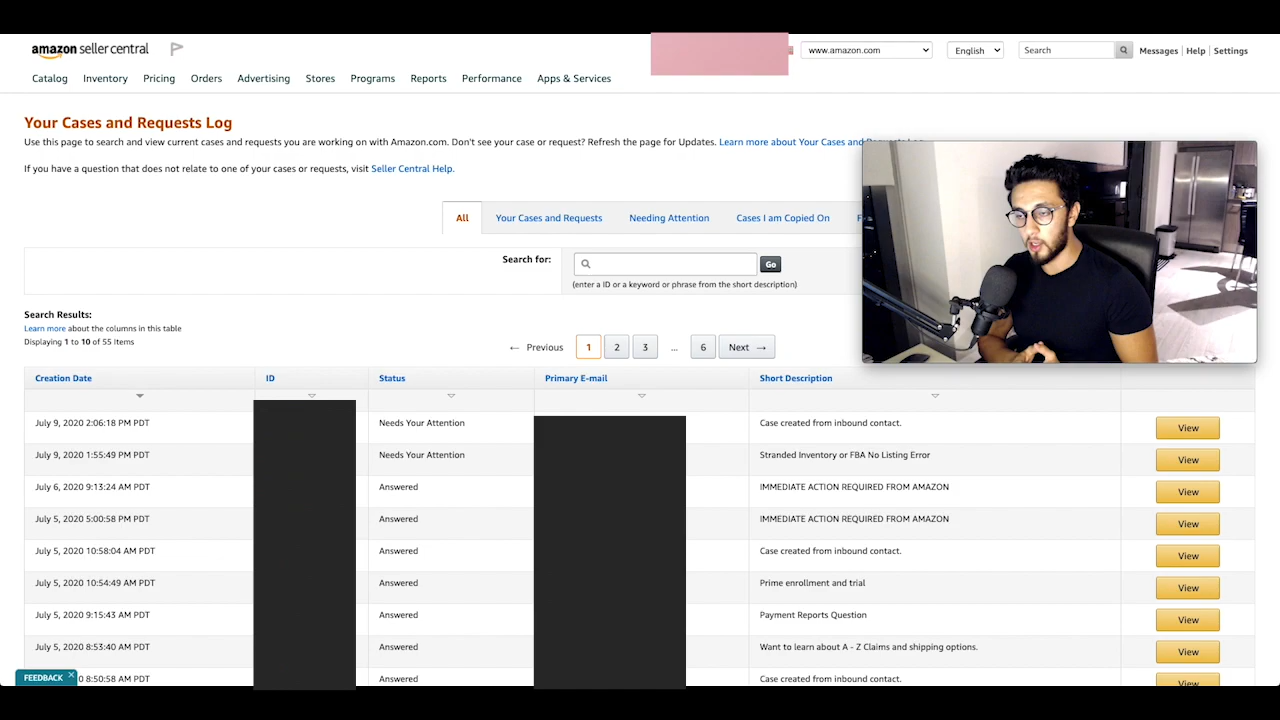 amazon seller central
www.amazon.com
English
Search
Messages | Help | Settings
Catalog Inventory Pricing Orders Advertising Stores Programs Reports Performance Apps & Services
Your Cases and Requests Log
Use this page to search and view current cases and requests you are working on with Amazon.com. Don't see your case or request? Refresh the page for Updates. Learn more about Your Cases and Requests Log
If you have a question that does not relate to one of your cases or requests, visit Seller Central Help.
All Your Cases and Requests Needing Attention Cases I am Copied On
Search for:
Go
(enter a ID or a keyword or phrase from the short description)
Search Results:
Learn more about the columns in this table
Displaying 1 to 10 of 55 Items
← Previous 1 2 3 ... 6 Next →
Creation Date ID Status Primary E-mail Short Description
July 9, 2020 2:06:18 PM PDT Needs Your Attention Case created from inbound contact. View
July 9, 2020 1:55:49 PM PDT Needs Your Attention Stranded Inventory or FBA No Listing Error View
July 6, 2020 9:13:24 AM PDT Answered IMMEDIATE ACTION REQUIRED FROM AMAZON View
July 5, 2020 5:00:58 PM PDT Answered IMMEDIATE ACTION REQUIRED FROM AMAZON View
July 5, 2020 10:58:04 AM PDT Answered Case created from inbound contact. View
July 5, 2020 10:54:49 AM PDT Answered Prime enrollment and trial View
July 5, 2020 9:15:43 AM PDT Answered Payment Reports Question View
July 5, 2020 8:53:40 AM PDT Answered Want to learn about A - Z Claims and shipping options. View
0 8:50:58 AM PDT Answered Case created from inbound contact. View
FEEDBACK